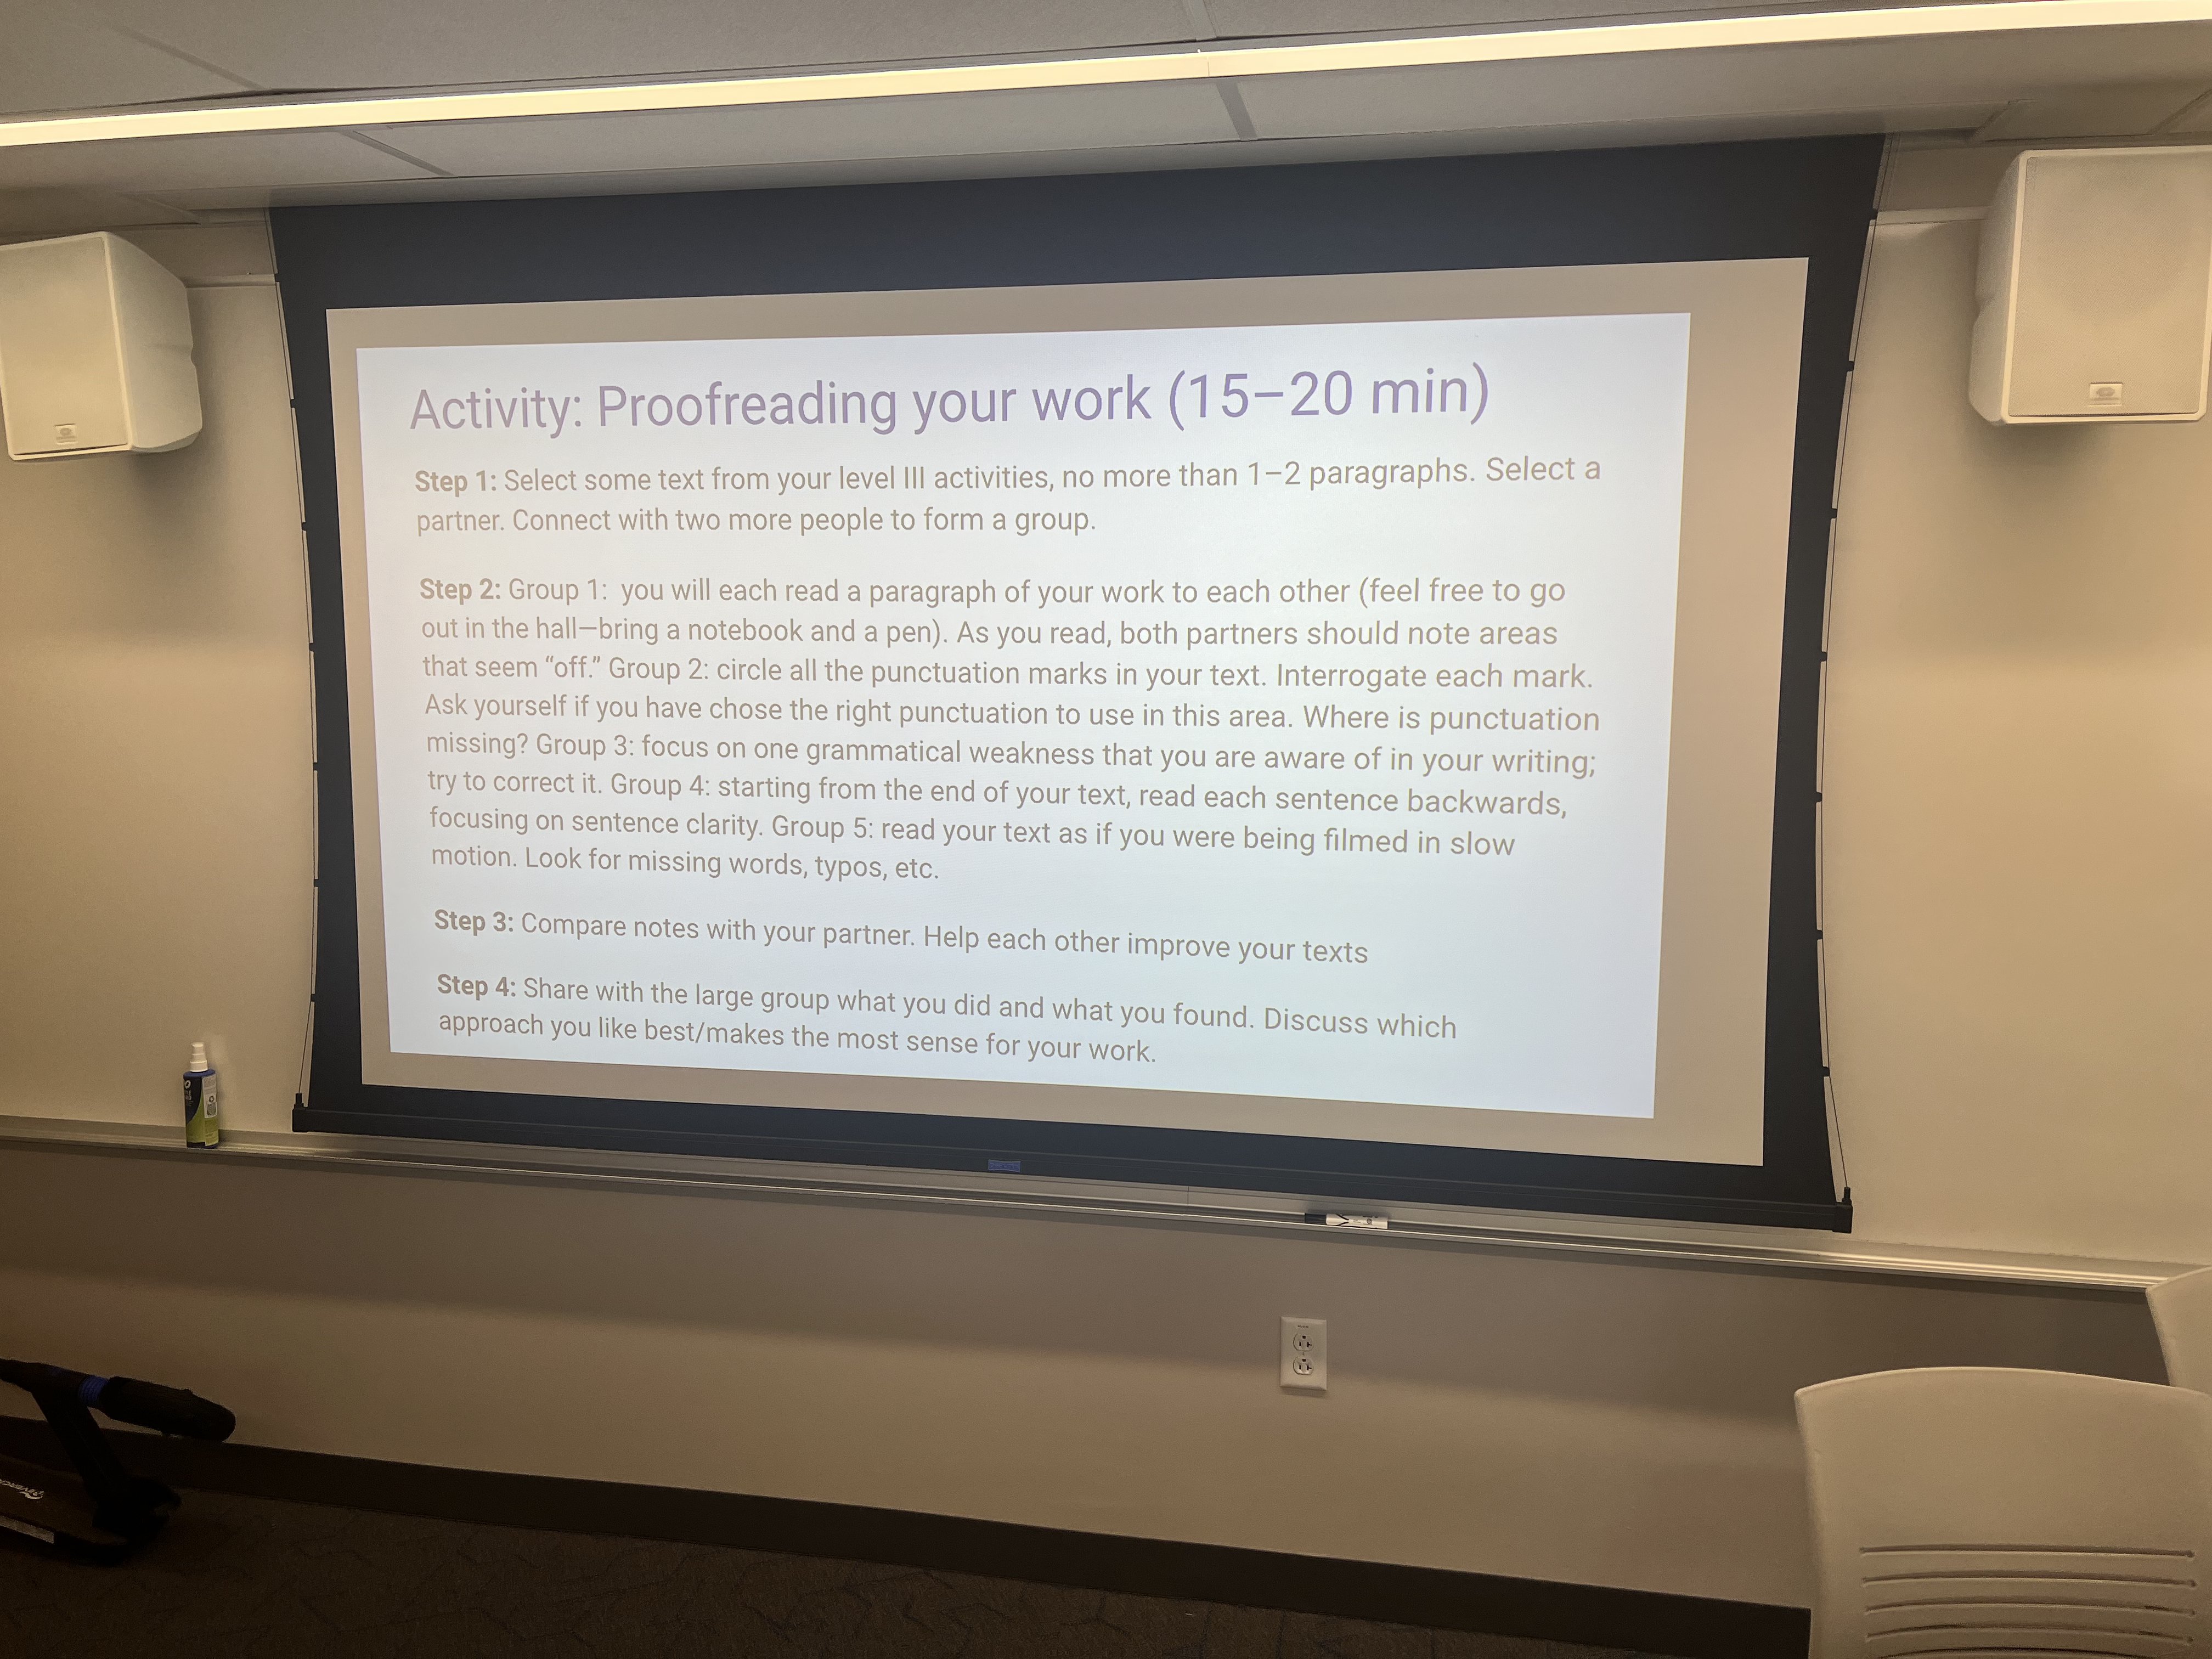 Activity: Proofreading your work (15–20 min)
Step 1: Select some text from your level III activities, no more than 1–2 paragraphs. Select a
partner. Connect with two more people to form a group.
Step 2: Group 1:  you will each read a paragraph of your work to each other (feel free to go
out in the hall—bring a notebook and a pen). As you read, both partners should note areas
that seem “off.” Group 2: circle all the punctuation marks in your text. Interrogate each mark.
Ask yourself if you have chose the right punctuation to use in this area. Where is punctuation
missing? Group 3: focus on one grammatical weakness that you are aware of in your writing;
try to correct it. Group 4: starting from the end of your text, read each sentence backwards,
focusing on sentence clarity. Group 5: read your text as if you were being filmed in slow
motion. Look for missing words, typos, etc.
Step 3: Compare notes with your partner. Help each other improve your texts
Step 4: Share with the large group what you did and what you found. Discuss which
approach you like best/makes the most sense for your work.